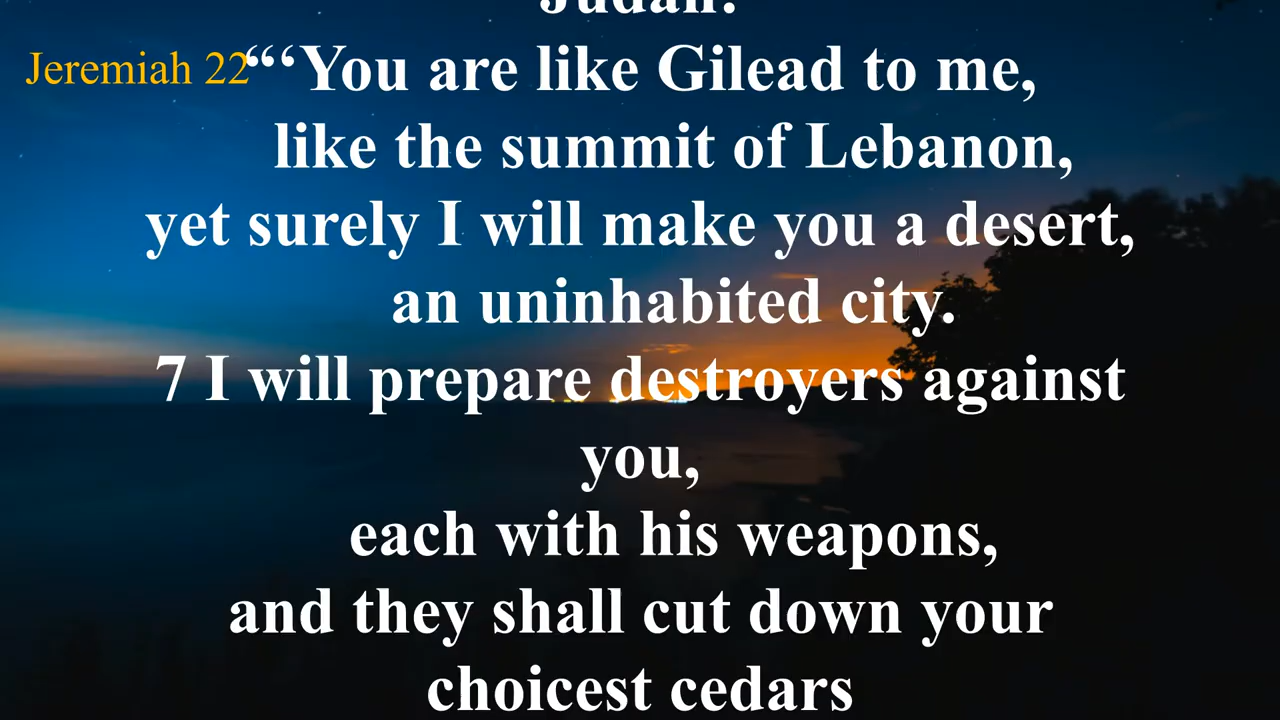 Judah:
Jeremiah 22
“‘You are like Gilead to me,
like the summit of Lebanon,
yet surely I will make you a desert,
an uninhabited city.
7 I will prepare destroyers against
you,
each with his weapons,
and they shall cut down your
choicest cedars